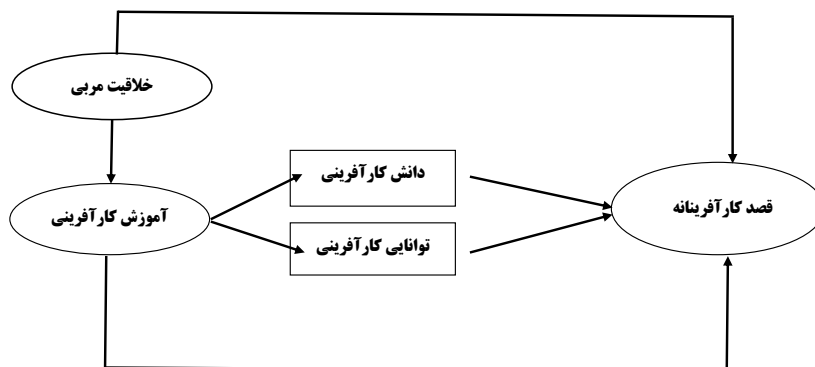 خلاقیت مربی
دانش کارآفرینی
قصد کارآفرینانه
آموزش کارآفرینی
توانایی کارآفرینی